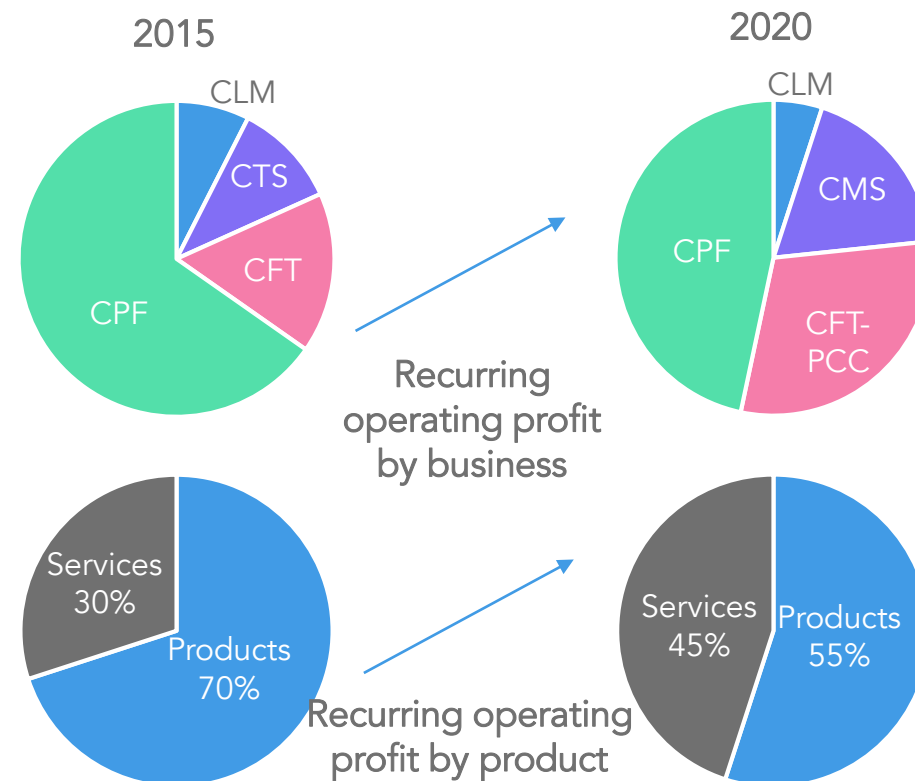 2015
CLM
CTS
CFT
CPF
2020
CLM
CMS
CPF
CFT-
PCC
Recurring
operating profit
by business
Services
30%
Products
70%
Services
45%
Products
55%
Recurring operating
profit by product